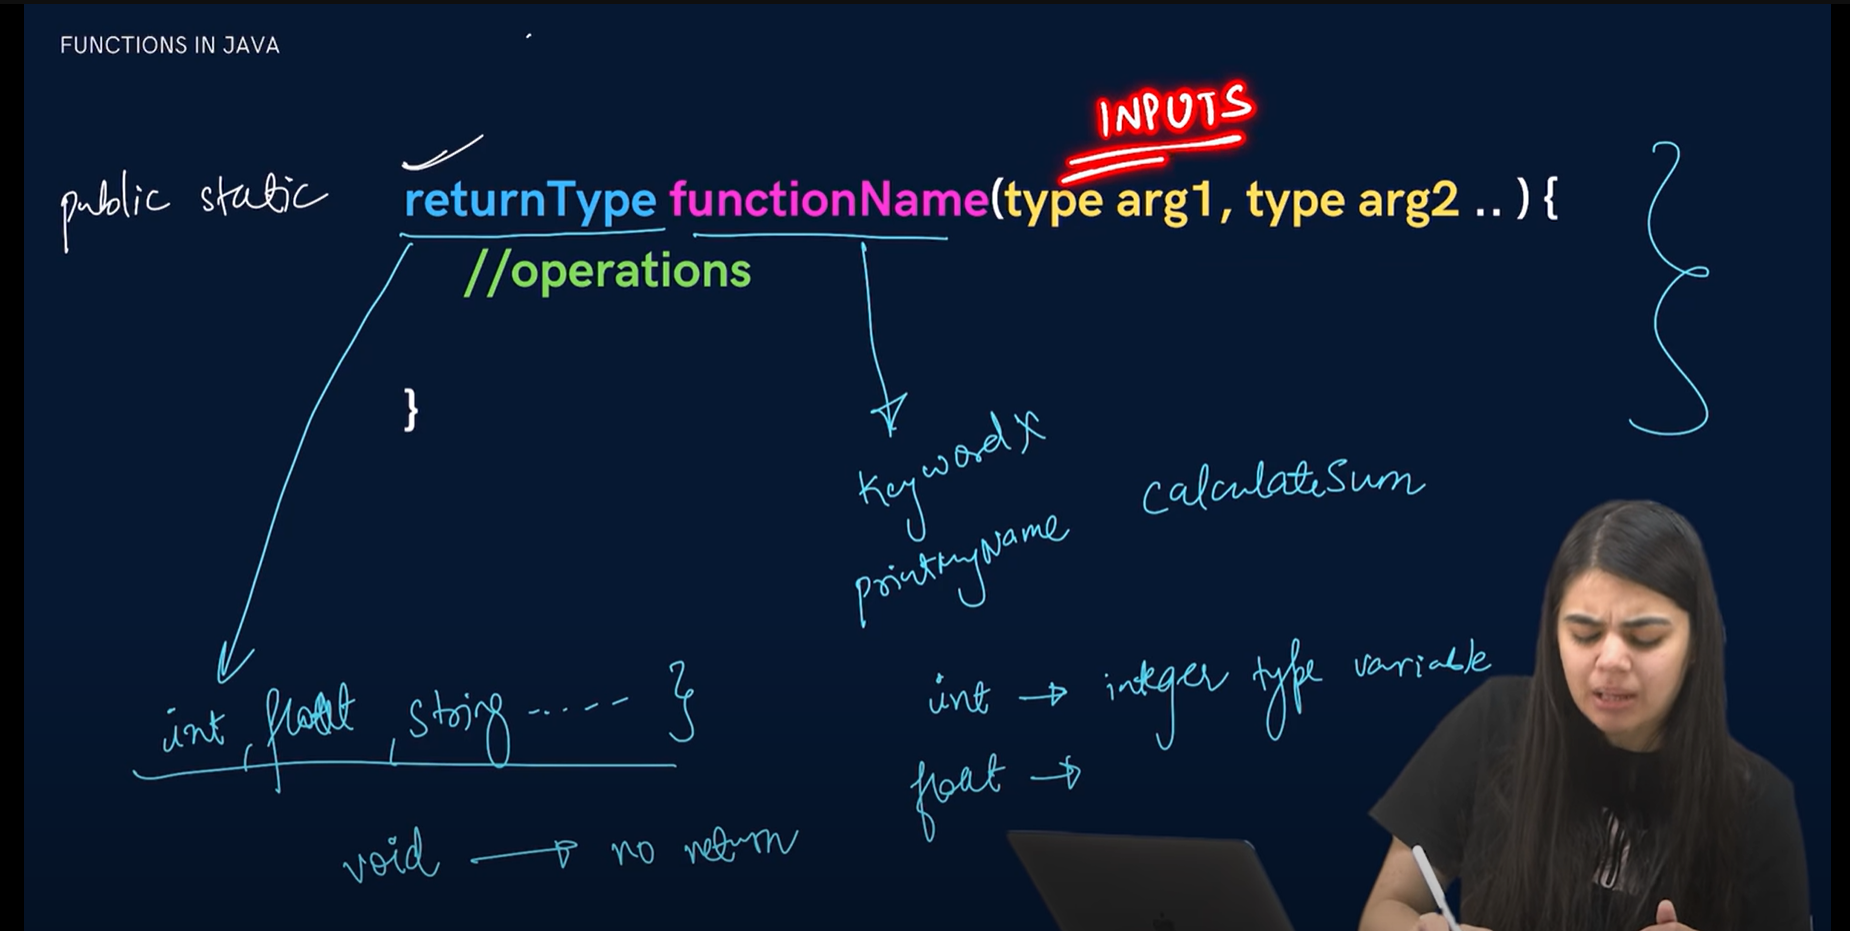 FUNCTIONS IN JAVA
INPUTS
public static returnType functionName(type arg1, type arg2 .. ) {
//operations
}
Keyword X
calculateSum
printMyName
int, float, string ------ }
int → integer type variable
float →
void → no return